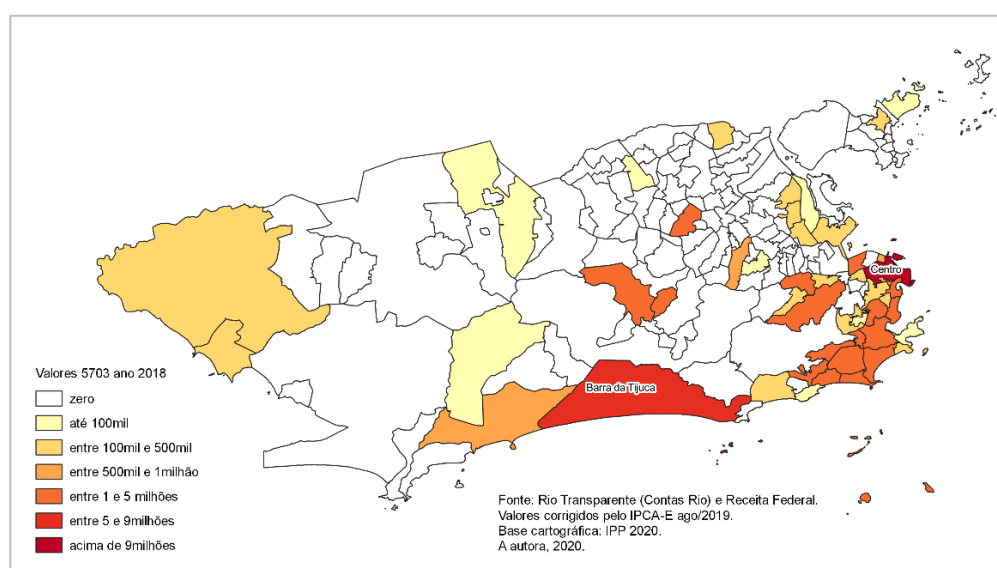 Centro
Barra da Tijuca
Valores 5703 ano 2018
zero
até 100mil
entre 100mil e 500mil
entre 500mil e 1milhão
entre 1 e 5 milhões
entre 5 e 9milhões
acima de 9milhões
Fonte: Rio Transparente (Contas Rio) e Receita Federal.
Valores corrigidos pelo IPCA-E ago/2019.
Base cartográfica: IPP 2020.
A autora, 2020.